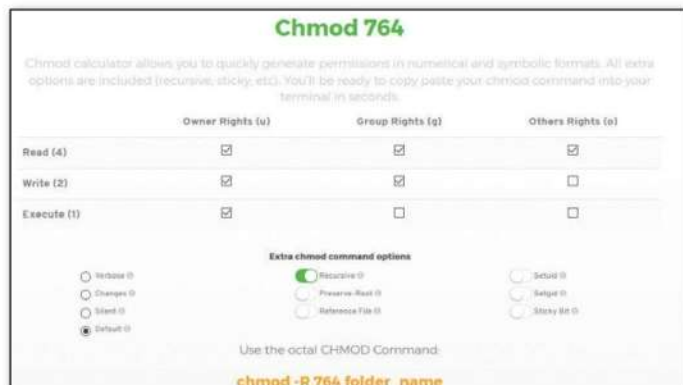 Chmod 764
Chmod calculator allows you to quickly generate permissions in numerical and symbolic formats. All extra
options are included (recursive, sticky, etc). You'll be ready to copy paste your chmod command into your
terminal in seconds.
Owner Rights (u) Group Rights (g) Others Rights (o)
Read (4)
Write (2)
Execute (1)
Extra chmod command options
Verbose Recursive Setuid
Changes Preserve-Root Setgid
Silent Reference File Sticky Bit
Default
Use the octal CHMOD Command:
chmod -R 764 folder_name